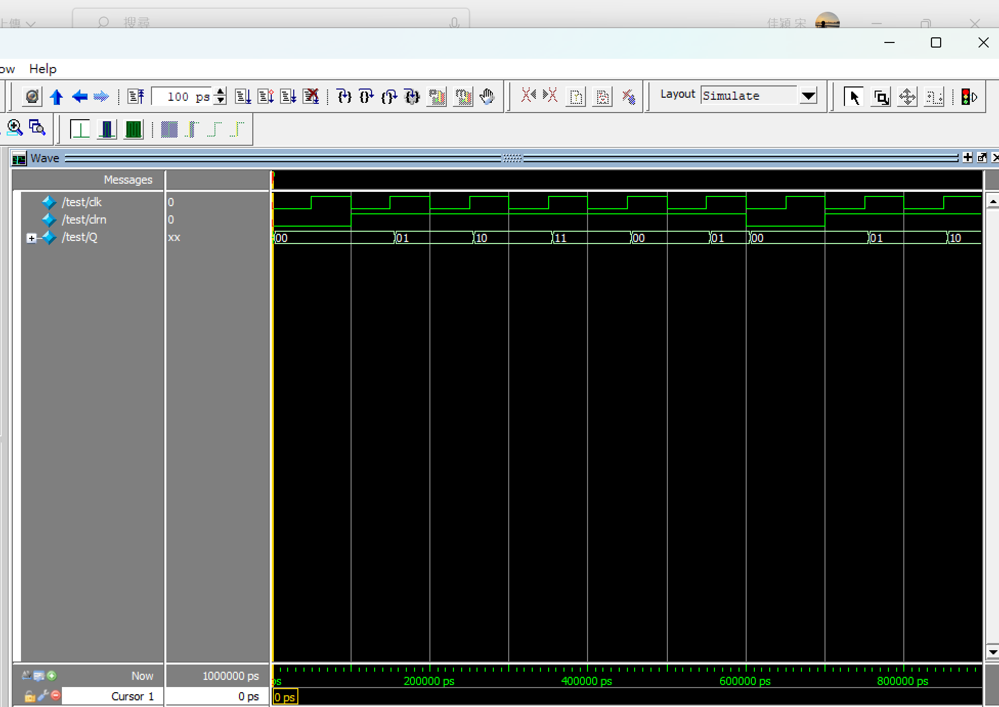 上傳
搜尋
佳穎 宋
ow Help
100 ps
Layout Simulate
Wave
Messages
/test/clk 0
/test/clrn 0
/test/Q xx 00 01 10 11 00 01 00 01 10
Now 1000000 ps ps 200000 ps 400000 ps 600000 ps 800000 ps
Cursor 1 0 ps 0 ps